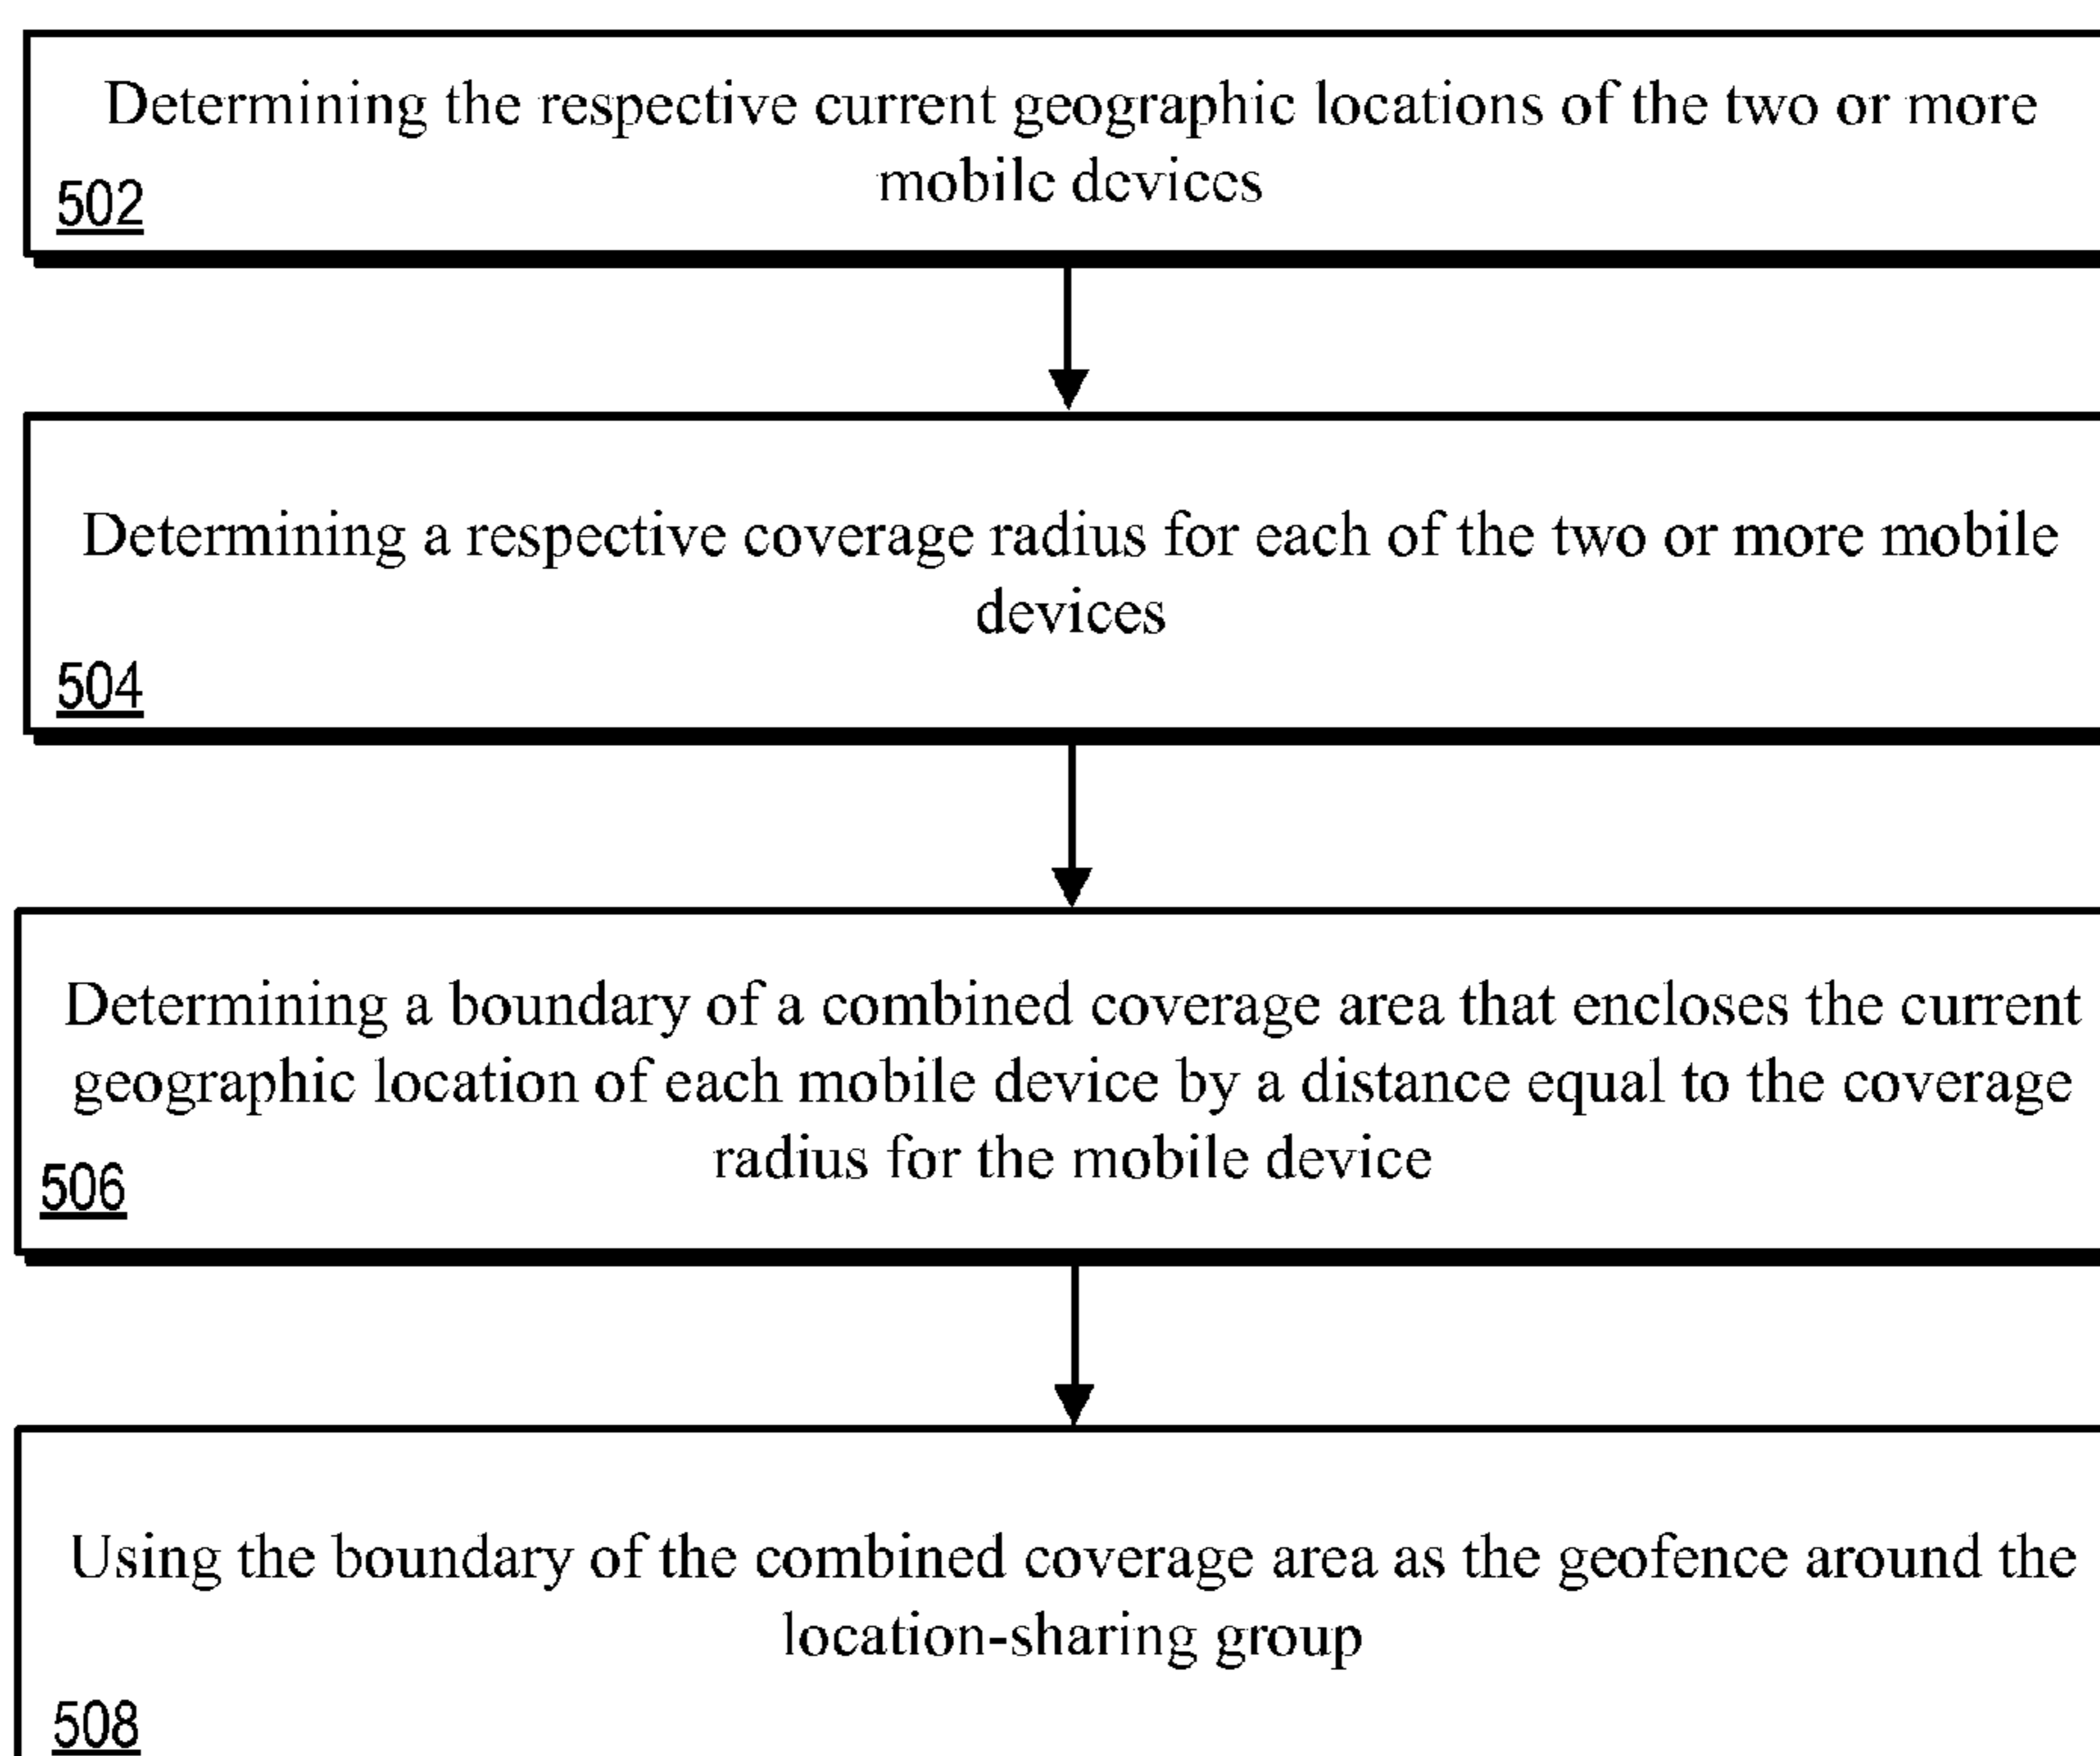 Determining the respective current geographic locations of the two or more
mobile devices
502
Determining a respective coverage radius for each of the two or more mobile
devices
504
Determining a boundary of a combined coverage area that encloses the current
geographic location of each mobile device by a distance equal to the coverage
radius for the mobile device
506
Using the boundary of the combined coverage area as the geofence around the
location-sharing group
508